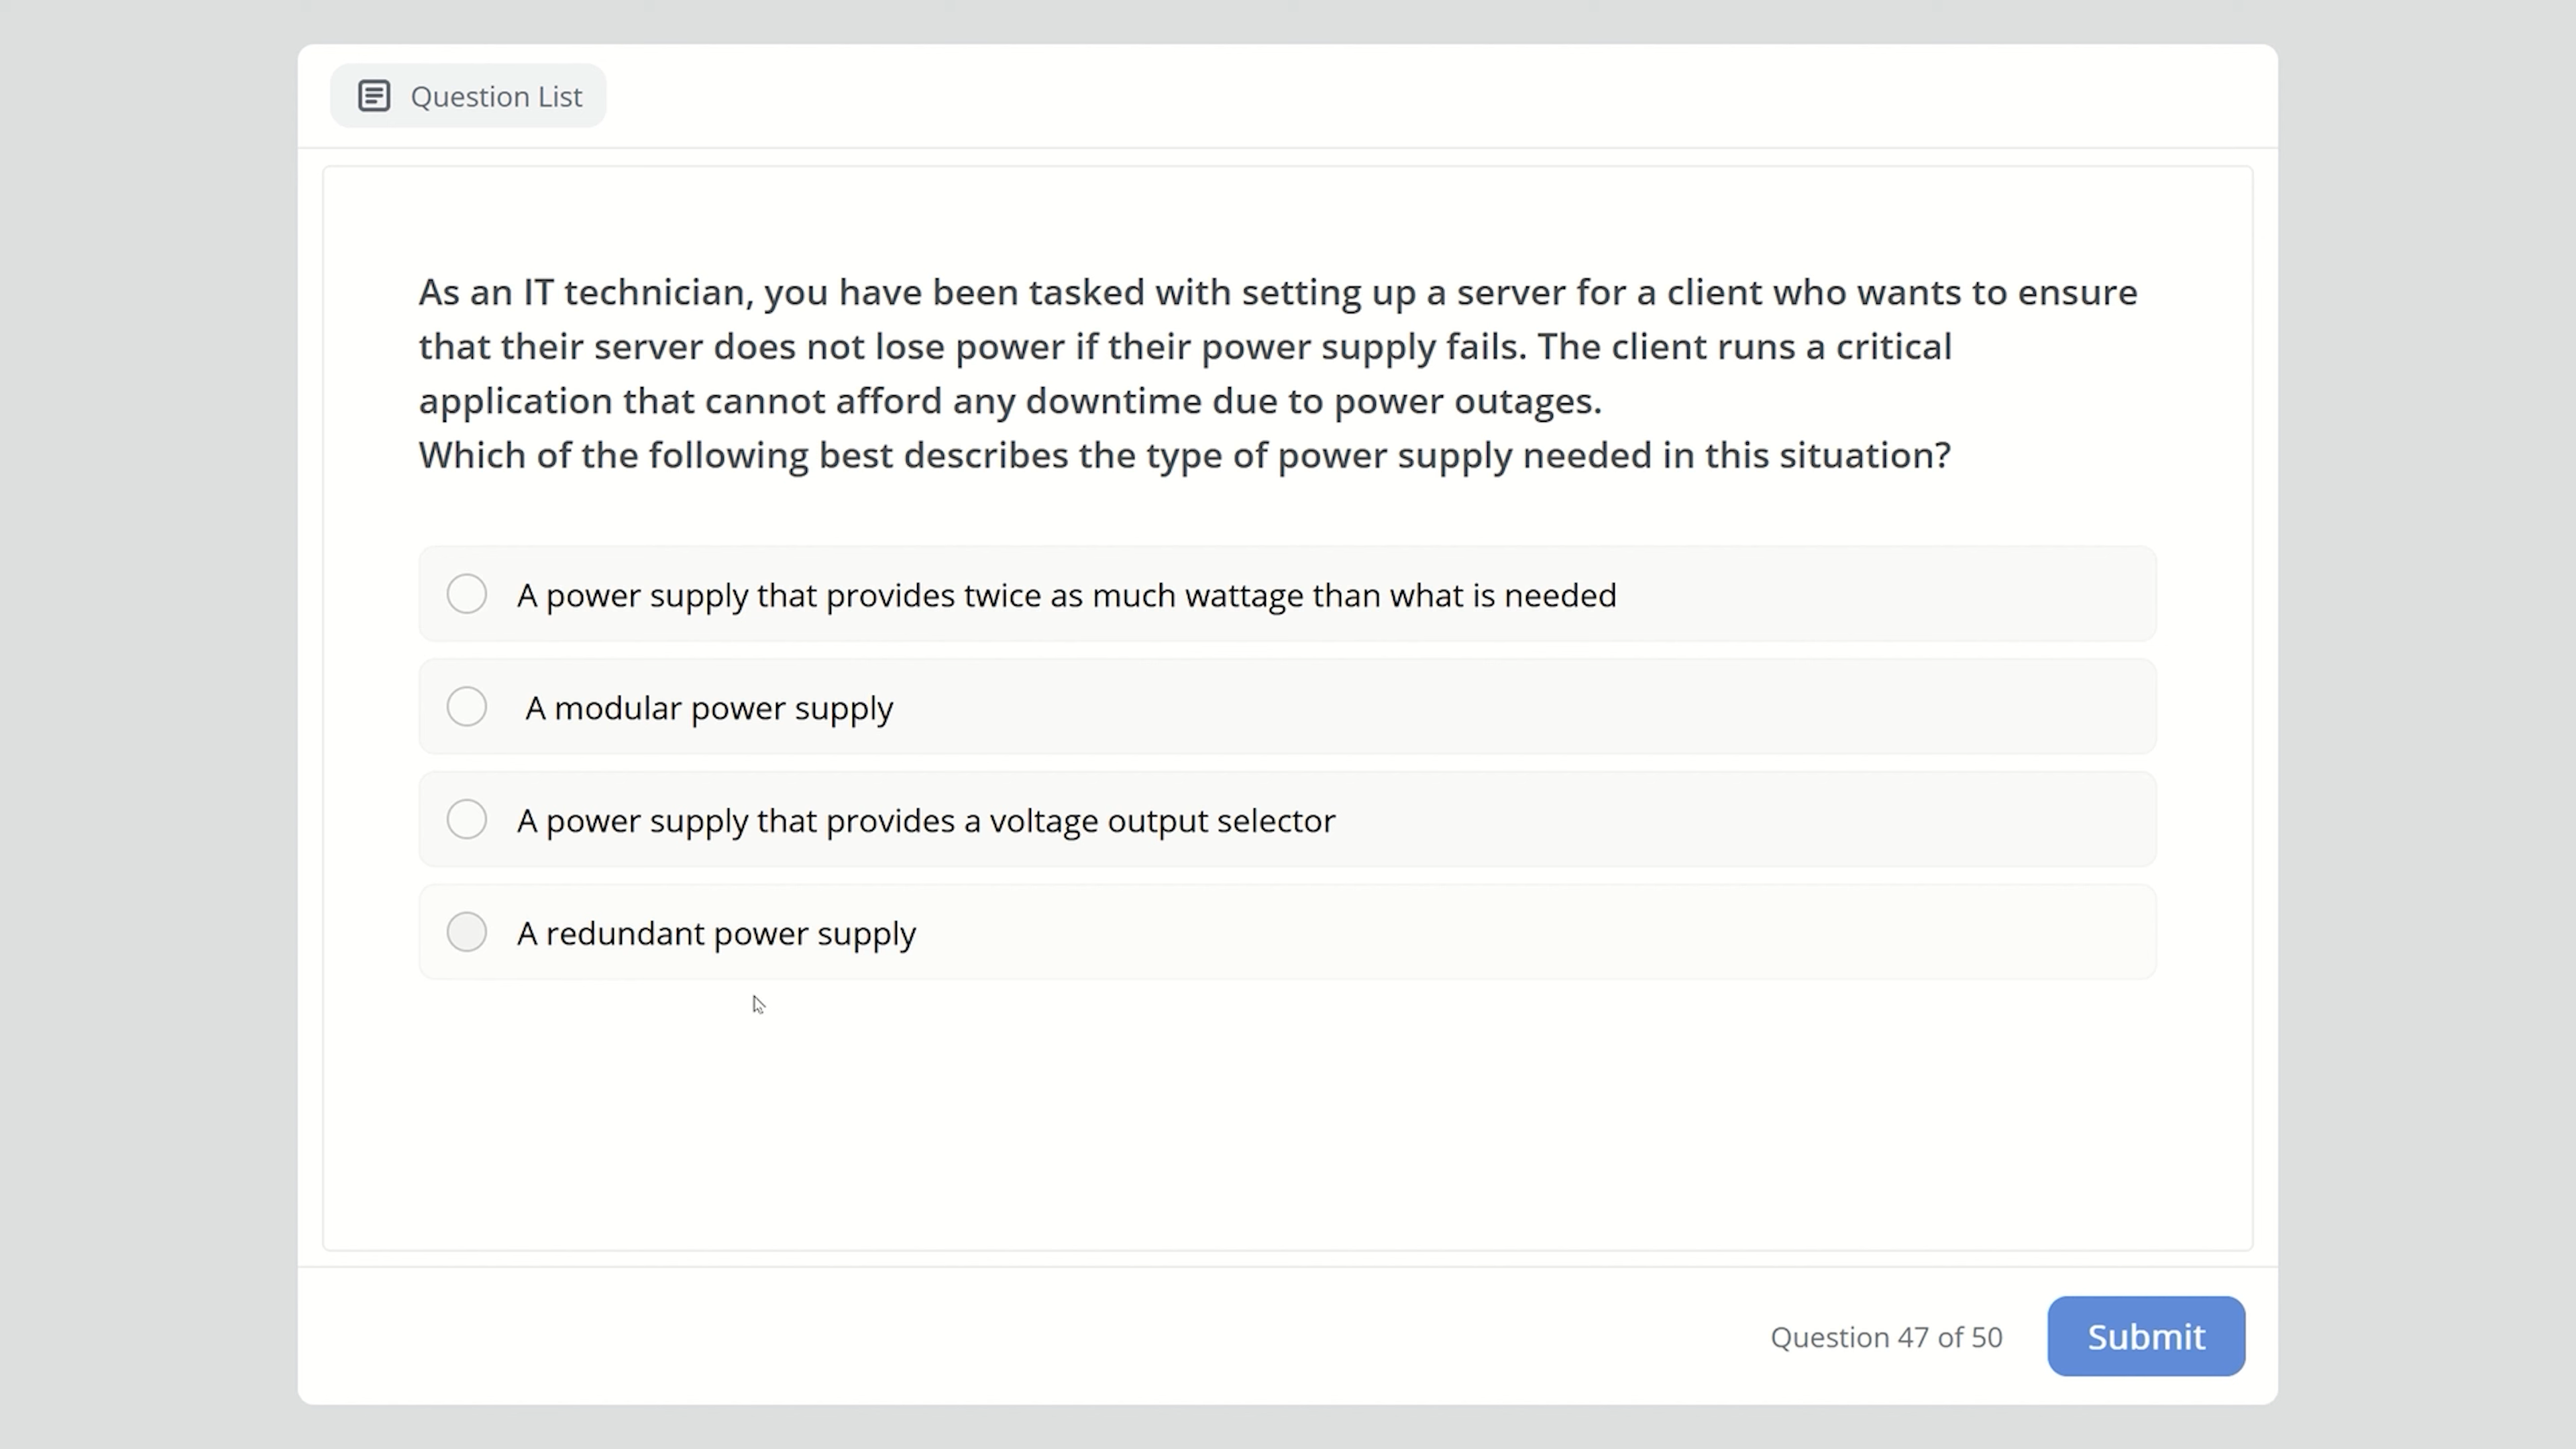 Question List
As an IT technician, you have been tasked with setting up a server for a client who wants to ensure
that their server does not lose power if their power supply fails. The client runs a critical
application that cannot afford any downtime due to power outages.
Which of the following best describes the type of power supply needed in this situation?
A power supply that provides twice as much wattage than what is needed
A modular power supply
A power supply that provides a voltage output selector
A redundant power supply
Question 47 of 50
Submit